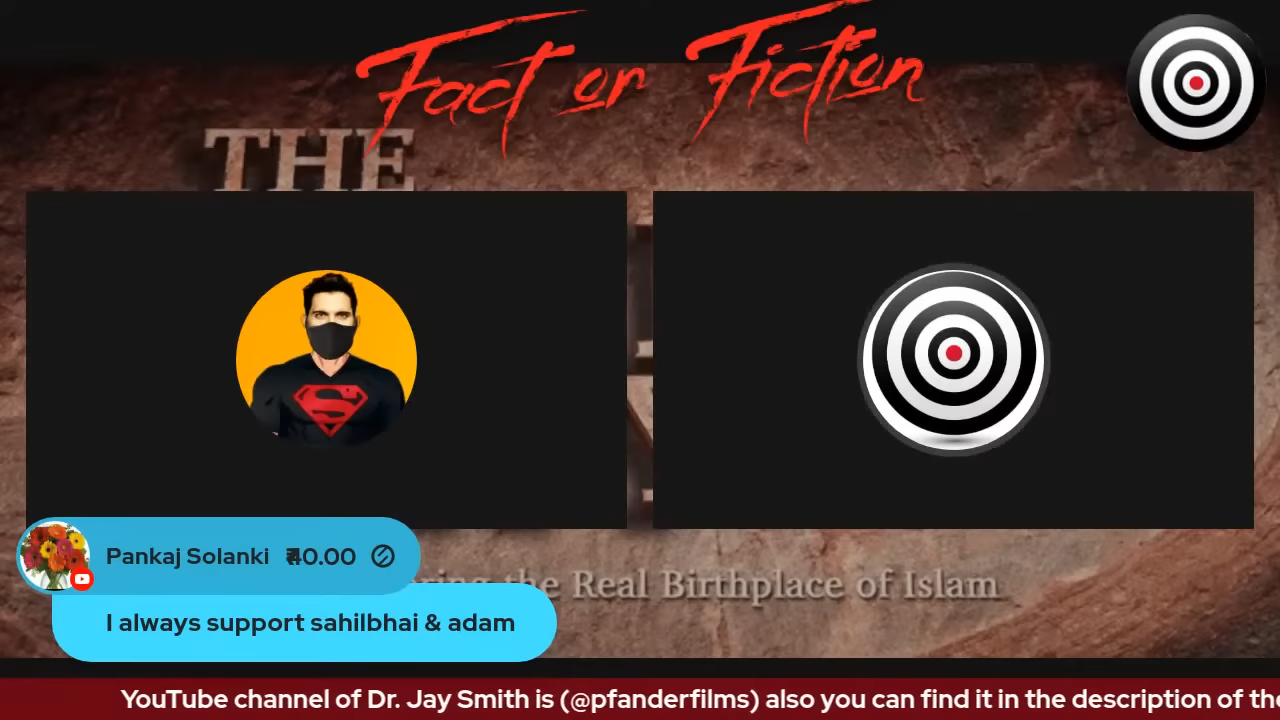 Fact or Fiction
THE
the Real Birthplace of Islam
Pankaj Solanki ₹40.00
I always support sahilbhai & adam
YouTube channel of Dr. Jay Smith is (@pfanderfilms) also you can find it in the description of the